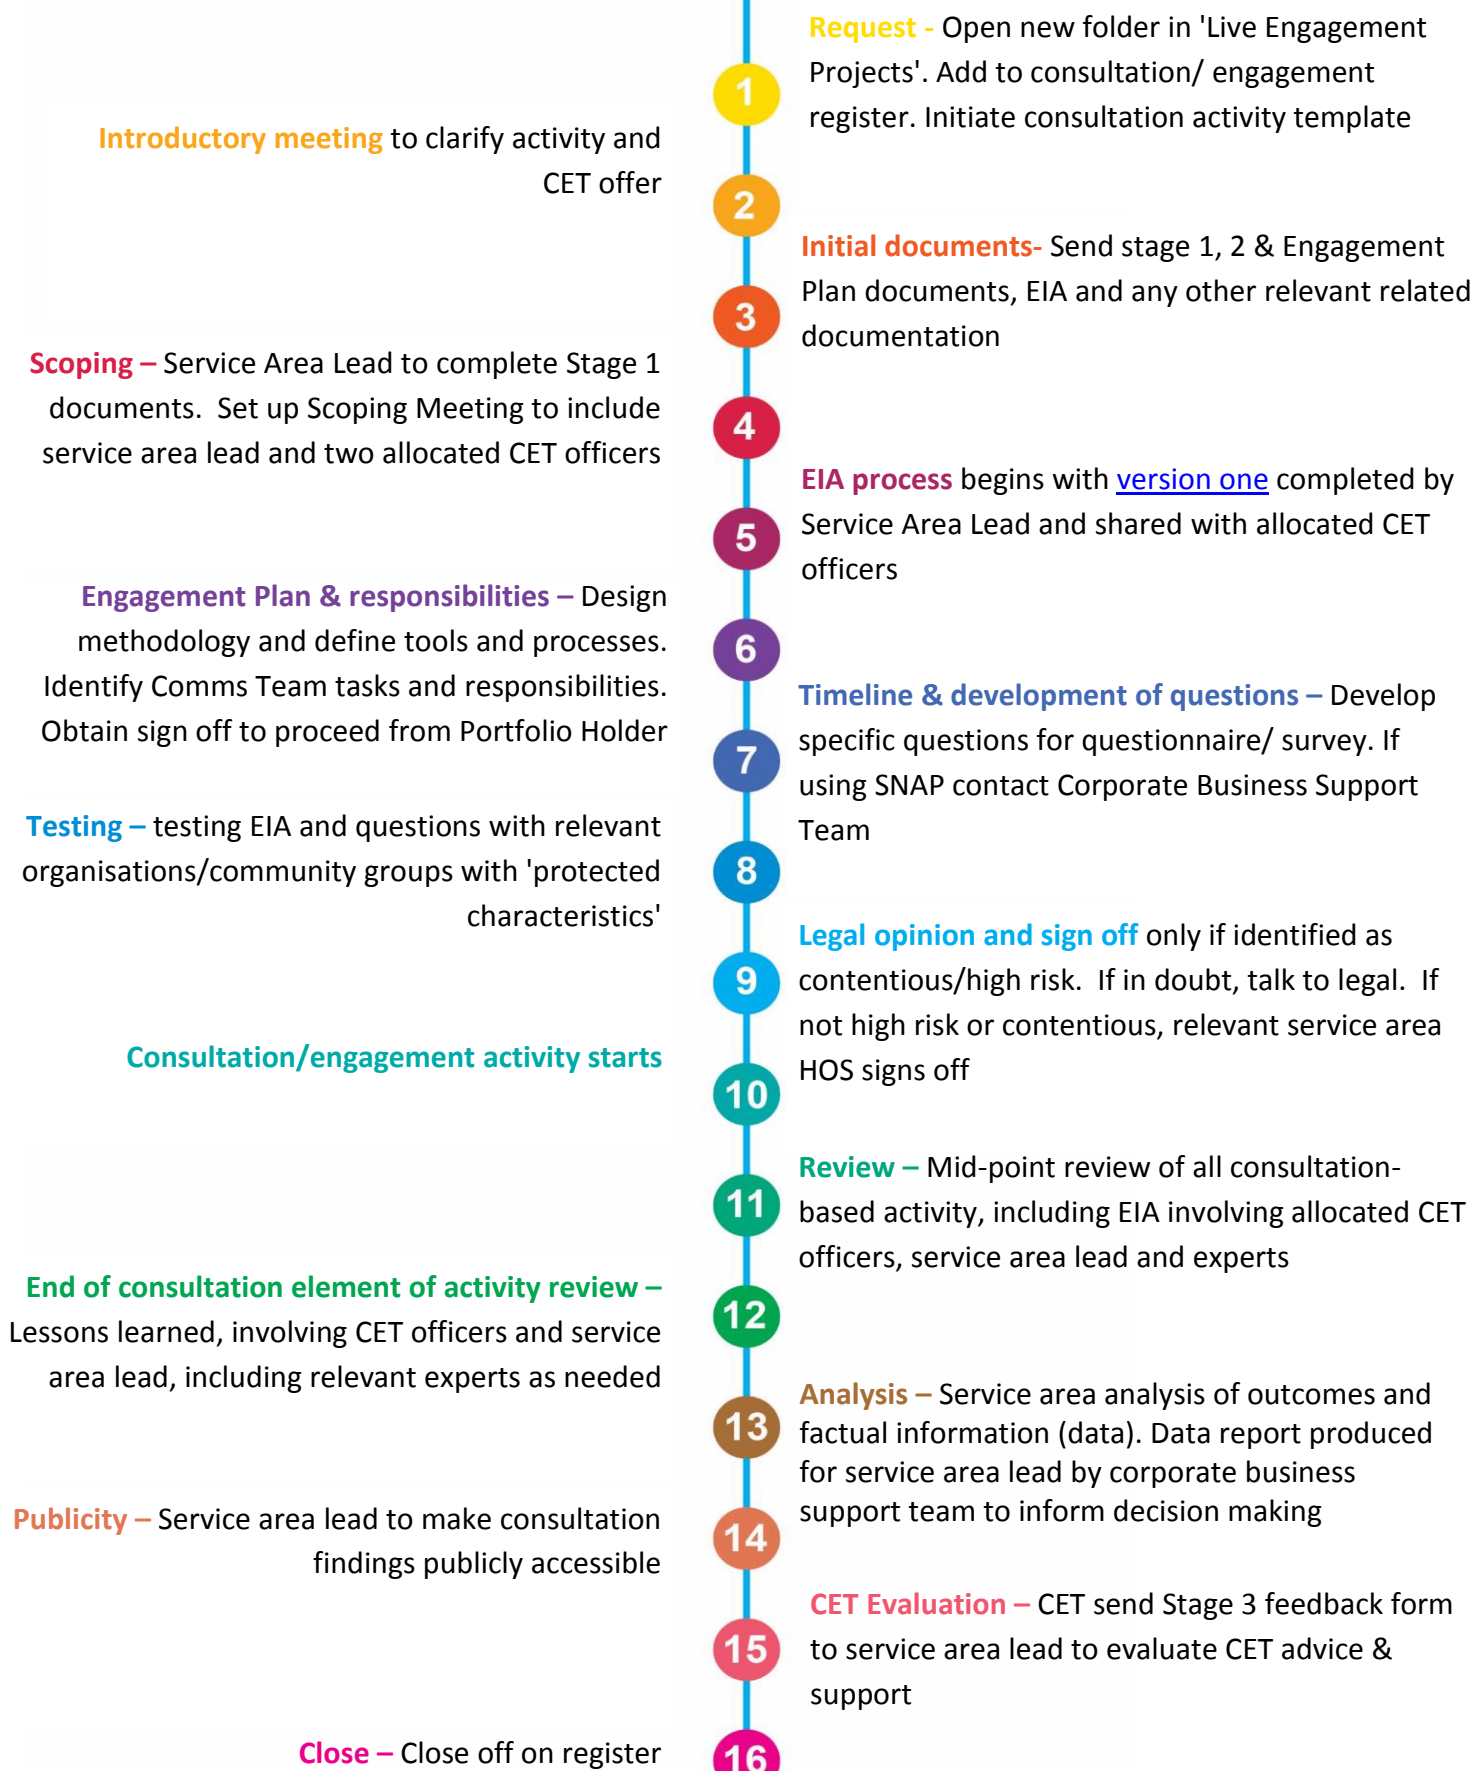 Request - Open new folder in 'Live Engagement
Projects'. Add to consultation/ engagement
register. Initiate consultation activity template
1
Introductory meeting to clarify activity and
CET offer
2
Initial documents- Send stage 1, 2 & Engagement
Plan documents, EIA and any other relevant related
documentation
3
Scoping – Service Area Lead to complete Stage 1
documents.  Set up Scoping Meeting to include
service area lead and two allocated CET officers
4
EIA process begins with version one completed by
Service Area Lead and shared with allocated CET
officers
5
Engagement Plan & responsibilities – Design
methodology and define tools and processes.
Identify Comms Team tasks and responsibilities.
Obtain sign off to proceed from Portfolio Holder
6
Timeline & development of questions – Develop
specific questions for questionnaire/ survey. If
using SNAP contact Corporate Business Support
Team
7
Testing – testing EIA and questions with relevant
organisations/community groups with 'protected
characteristics'
8
Legal opinion and sign off only if identified as
contentious/high risk.  If in doubt, talk to legal.  If
not high risk or contentious, relevant service area
HOS signs off
9
Consultation/engagement activity starts
10
Review – Mid-point review of all consultation-
based activity, including EIA involving allocated CET
officers, service area lead and experts
11
End of consultation element of activity review –
Lessons learned, involving CET officers and service
area lead, including relevant experts as needed
12
Analysis – Service area analysis of outcomes and
factual information (data). Data report produced
for service area lead by corporate business
support team to inform decision making
13
Publicity – Service area lead to make consultation
findings publicly accessible
14
CET Evaluation – CET send Stage 3 feedback form
to service area lead to evaluate CET advice &
support
15
Close – Close off on register
16